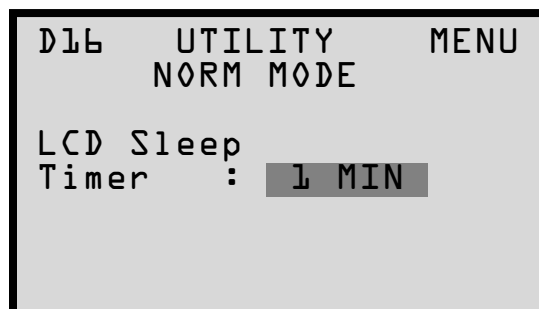 D16 UTILITY MENU
NORM MODE
LCD Sleep
Timer : 1 MIN